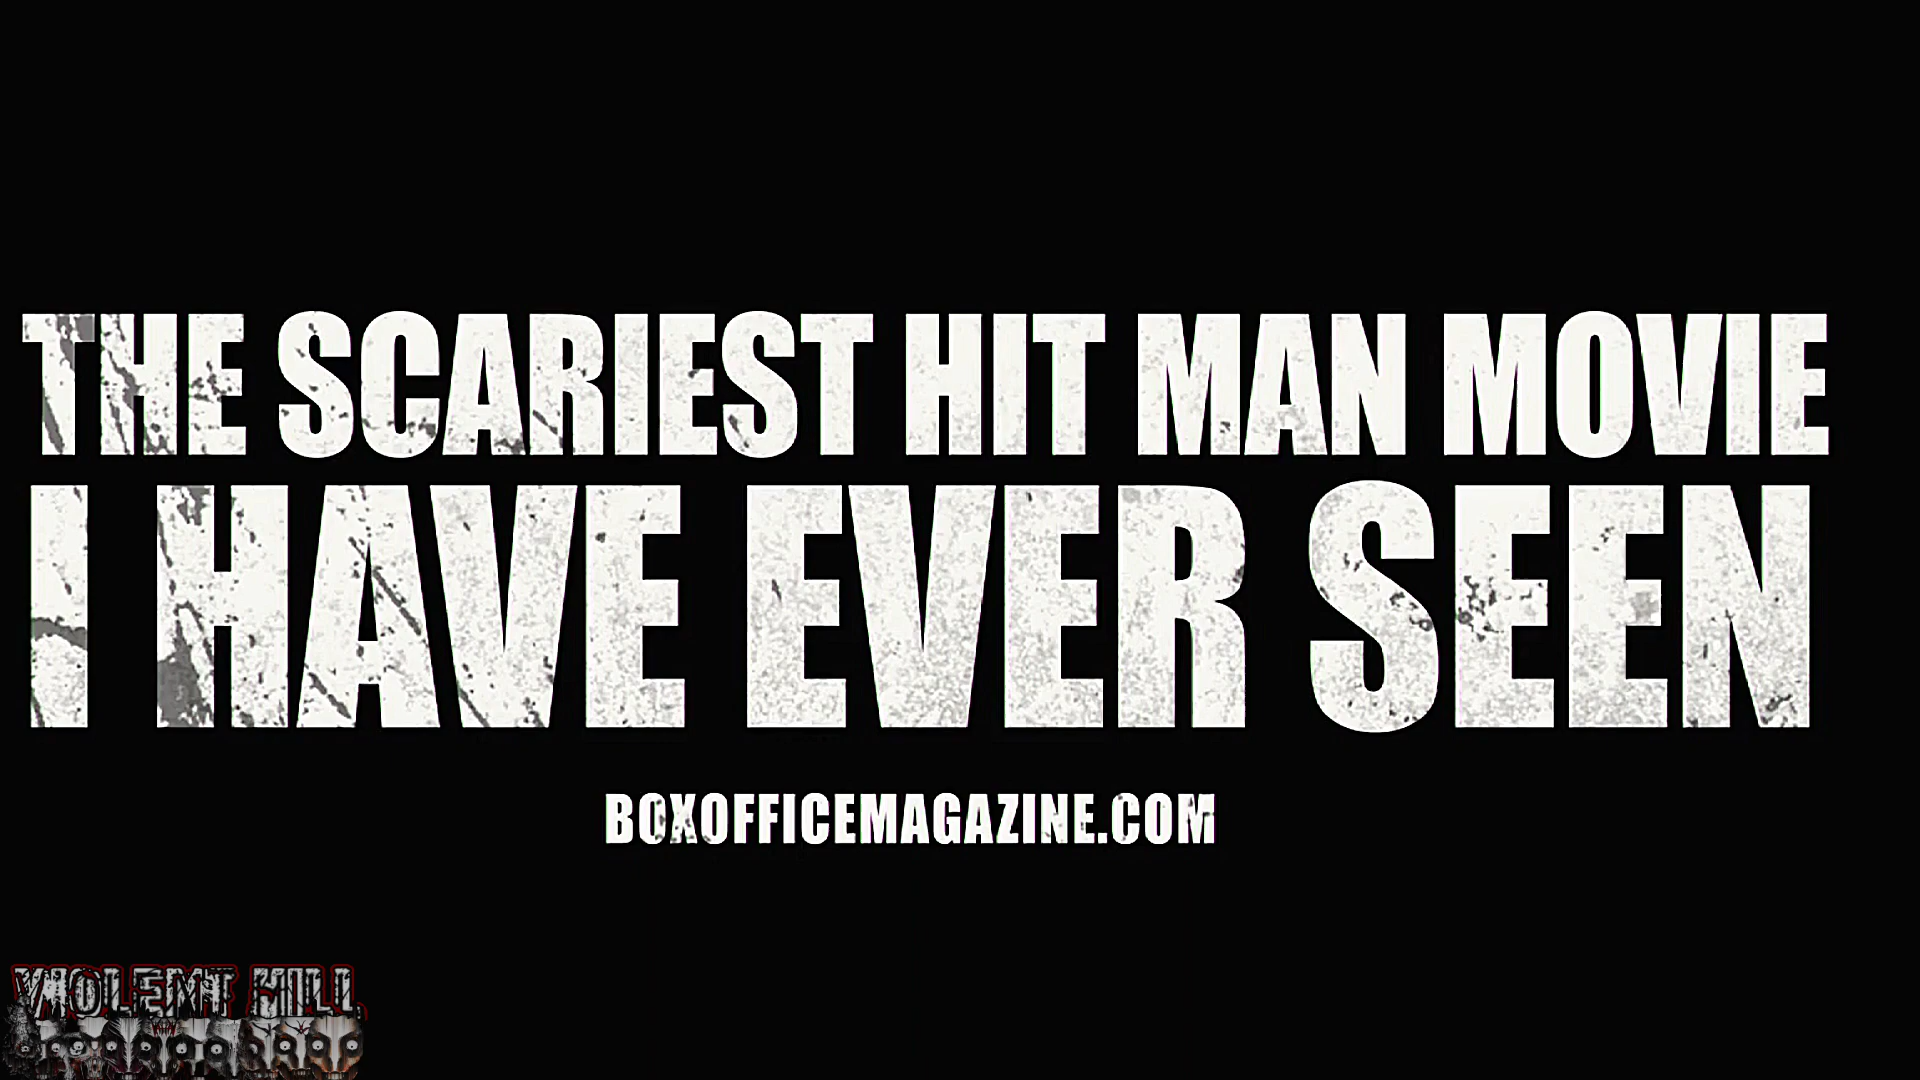 THE SCARIEST HIT MAN MOVIE
I HAVE EVER SEEN
BOXOFFICEMAGAZINE.COM
VIOLENT HILL